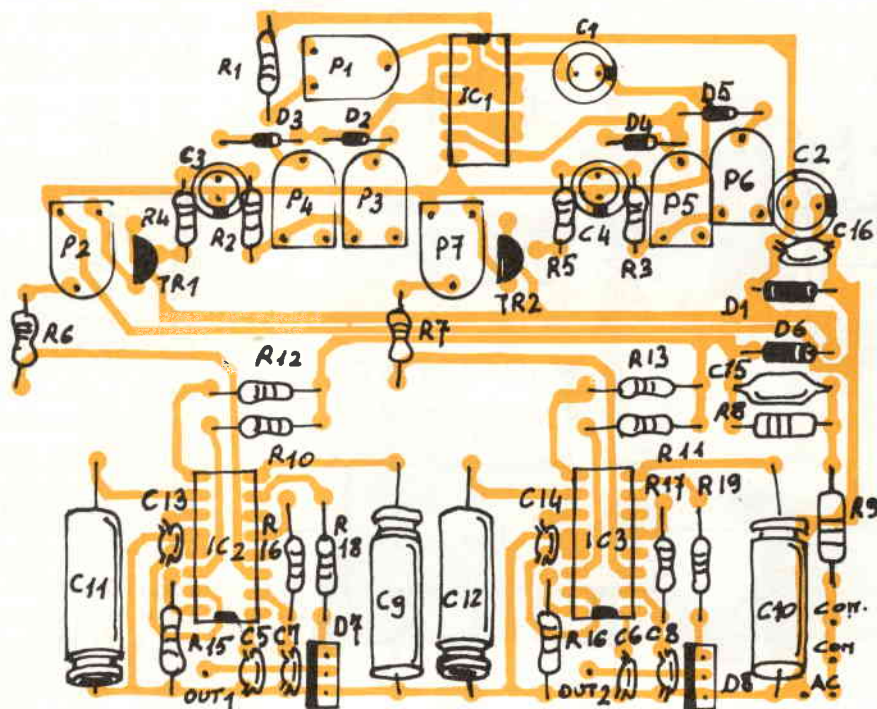 C1
R1
P1
IC1
D5
D3
D2
D4
C3
C2
P6
R4
P4
P3
P5
R2
C4
C16
P2
P7
R5
R3
TR1
TR2
D1
R6
R7
D6
R12
R13
C15
R8
R10
R11
C13
C14
R17
R19
R9
R
16
R
18
IC2
IC3
C11
C9
C12
C10
COM.
R15
C5
C7
D7
R16
C6
C8
COM
OUT1
OUT2
D8
AC